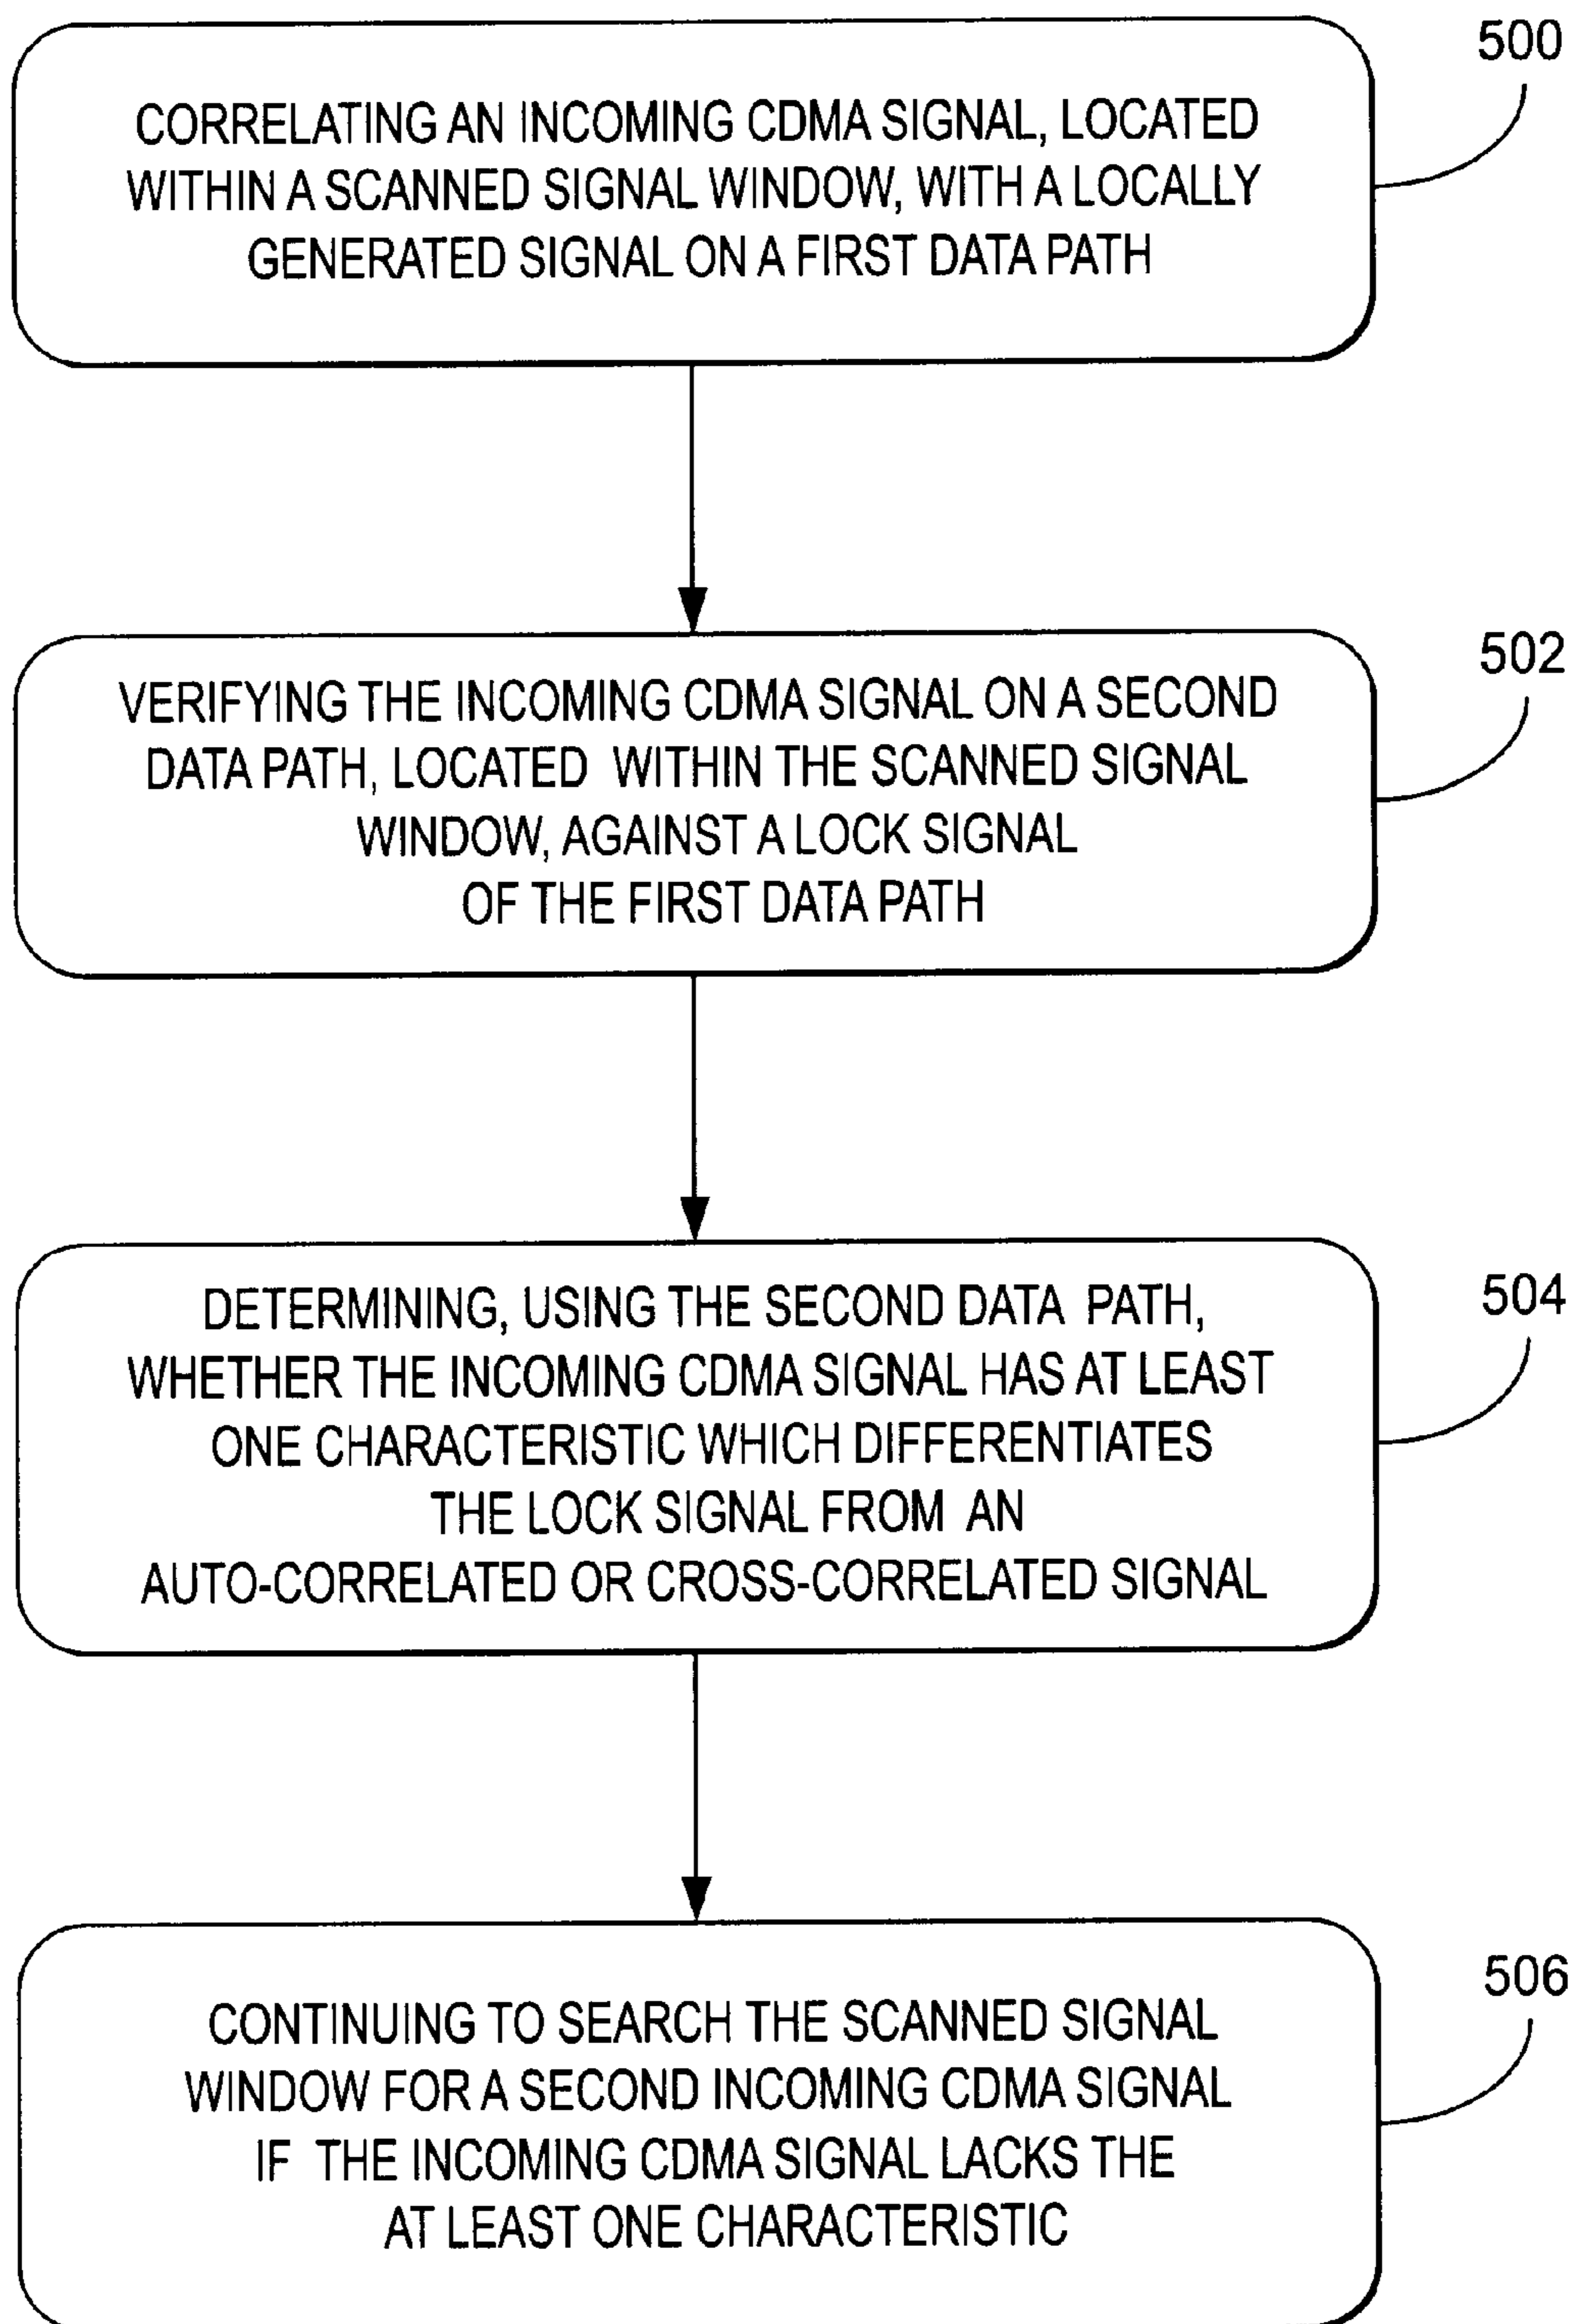 500
CORRELATING AN INCOMING CDMA SIGNAL, LOCATED
WITHIN A SCANNED SIGNAL WINDOW, WITH A LOCALLY
GENERATED SIGNAL ON A FIRST DATA PATH
502
VERIFYING THE INCOMING CDMA SIGNAL ON A SECOND
DATA PATH, LOCATED WITHIN THE SCANNED SIGNAL
WINDOW, AGAINST A LOCK SIGNAL
OF THE FIRST DATA PATH
504
DETERMINING, USING THE SECOND DATA PATH,
WHETHER THE INCOMING CDMA SIGNAL HAS AT LEAST
ONE CHARACTERISTIC WHICH DIFFERENTIATES
THE LOCK SIGNAL FROM AN
AUTO-CORRELATED OR CROSS-CORRELATED SIGNAL
506
CONTINUING TO SEARCH THE SCANNED SIGNAL
WINDOW FOR A SECOND INCOMING CDMA SIGNAL
IF THE INCOMING CDMA SIGNAL LACKS THE
AT LEAST ONE CHARACTERISTIC